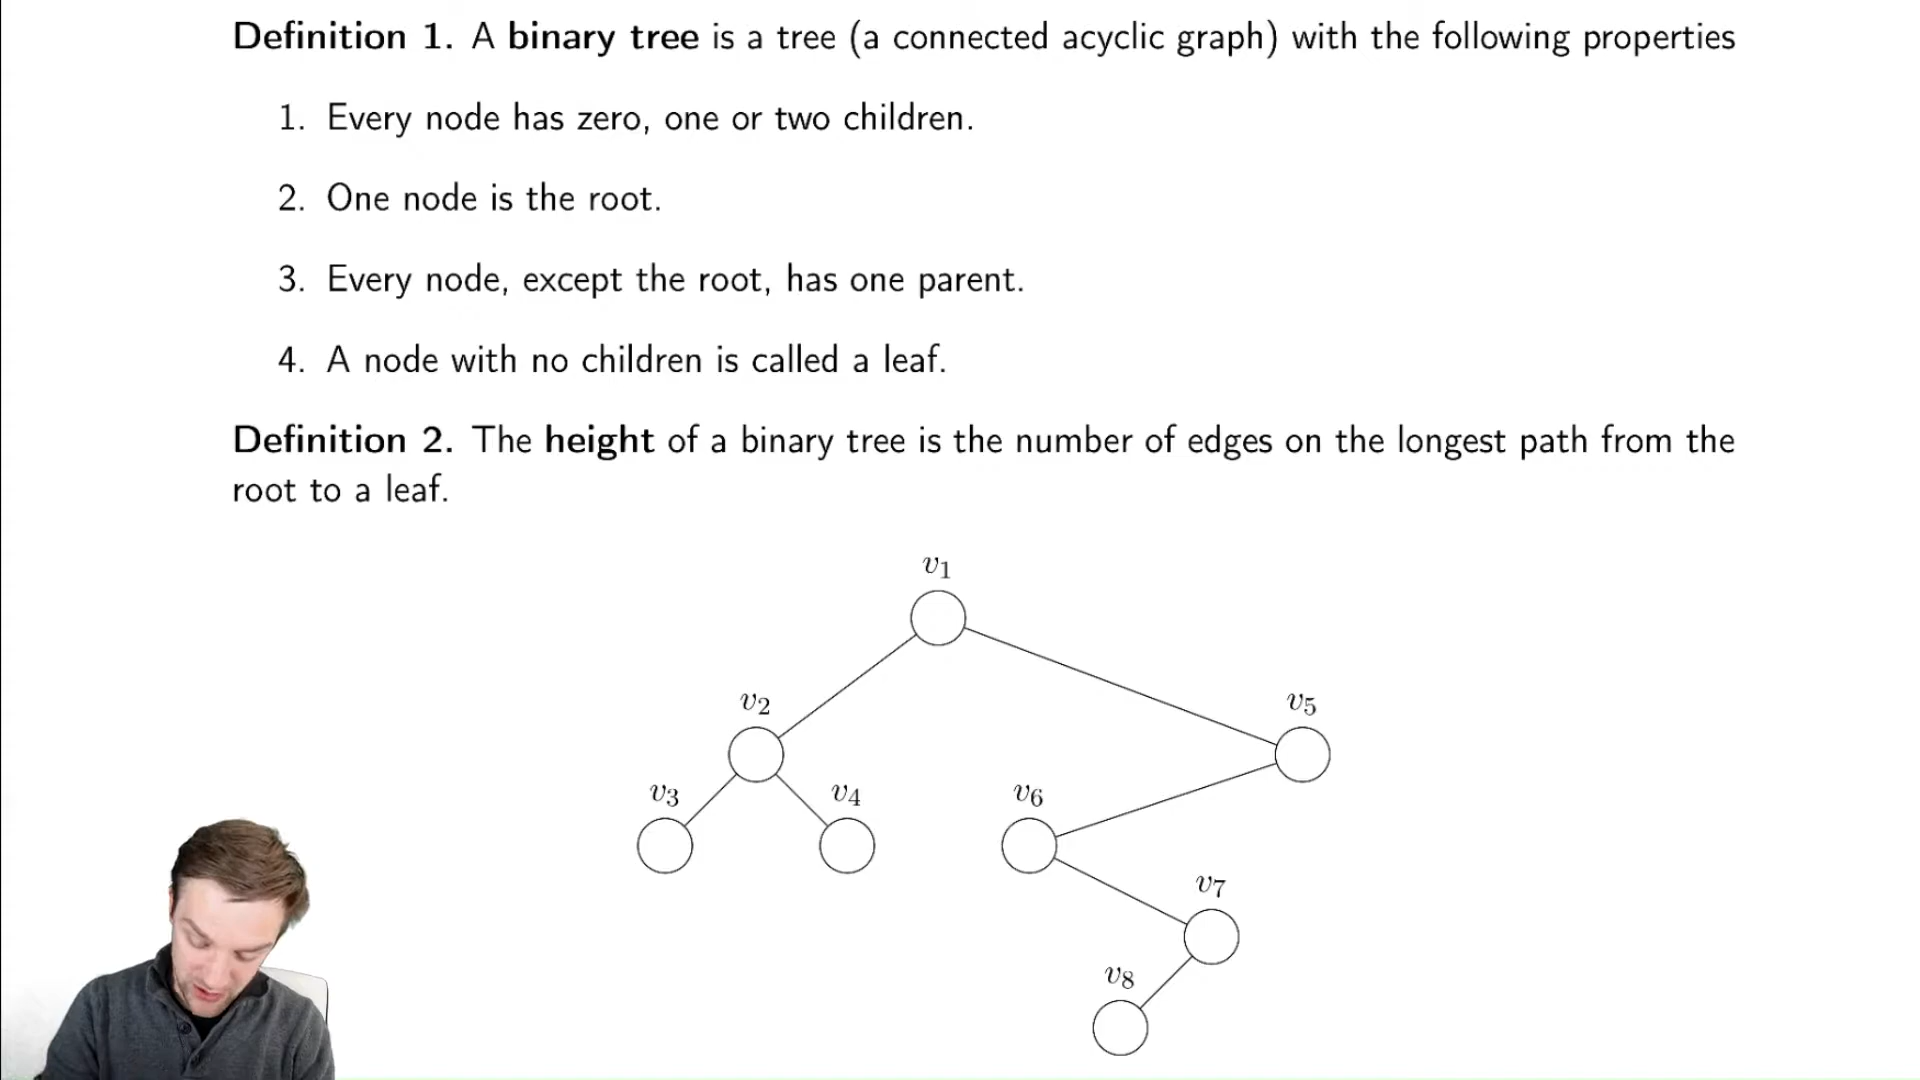 Definition 1. A binary tree is a tree (a connected acyclic graph) with the following properties
1. Every node has zero, one or two children.
2. One node is the root.
3. Every node, except the root, has one parent.
4. A node with no children is called a leaf.
Definition 2. The height of a binary tree is the number of edges on the longest path from the
root to a leaf.
v1
v2
v5
v3
v4
v6
v7
v8